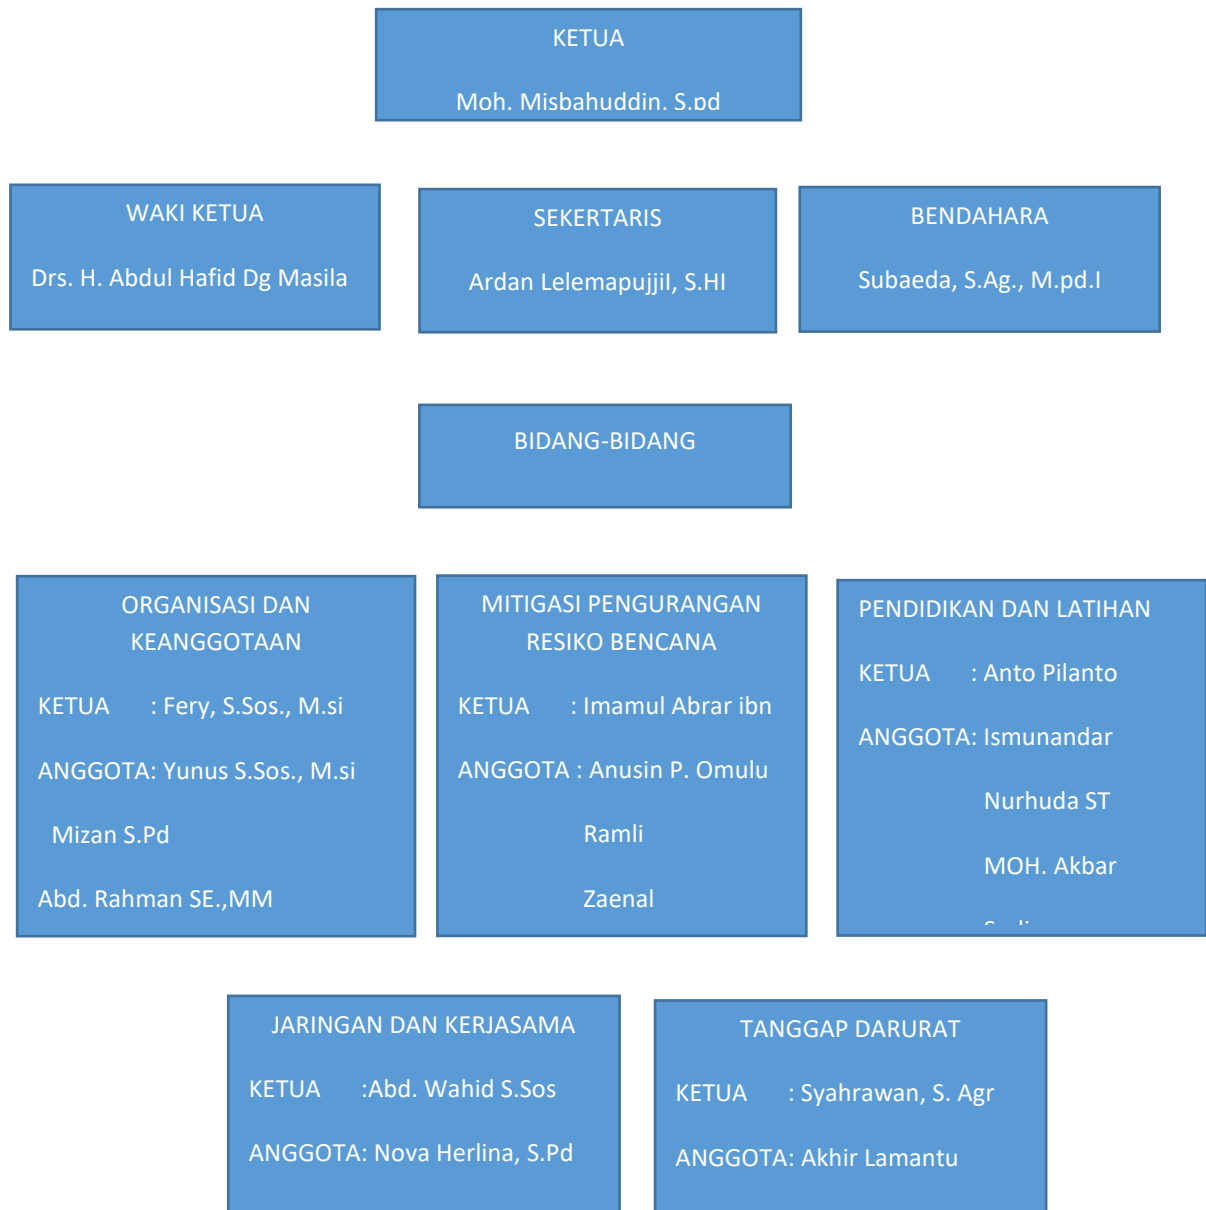 KETUA
Moh. Misbahuddin. S.pd
WAKI KETUA
Drs. H. Abdul Hafid Dg Masila
SEKERTARIS
Ardan LelemapujjiI, S.HI
BENDAHARA
Subaeda, S.Ag., M.pd.I
BIDANG-BIDANG
ORGANISASI DAN
KEANGGOTAAN
KETUA : Fery, S.Sos., M.si
ANGGOTA: Yunus S.Sos., M.si
Mizan S.Pd
Abd. Rahman SE.,MM
MITIGASI PENGURANGAN
RESIKO BENCANA
KETUA : Imamul Abrar ibn
ANGGOTA : Anusin P. Omulu
Ramli
Zaenal
PENDIDIKAN DAN LATIHAN
KETUA : Anto Pilanto
ANGGOTA: Ismunandar
Nurhuda ST
MOH. Akbar
JARINGAN DAN KERJASAMA
KETUA :Abd. Wahid S.Sos
ANGGOTA: Nova Herlina, S.Pd
TANGGAP DARURAT
KETUA : Syahrawan, S. Agr
ANGGOTA: Akhir Lamantu